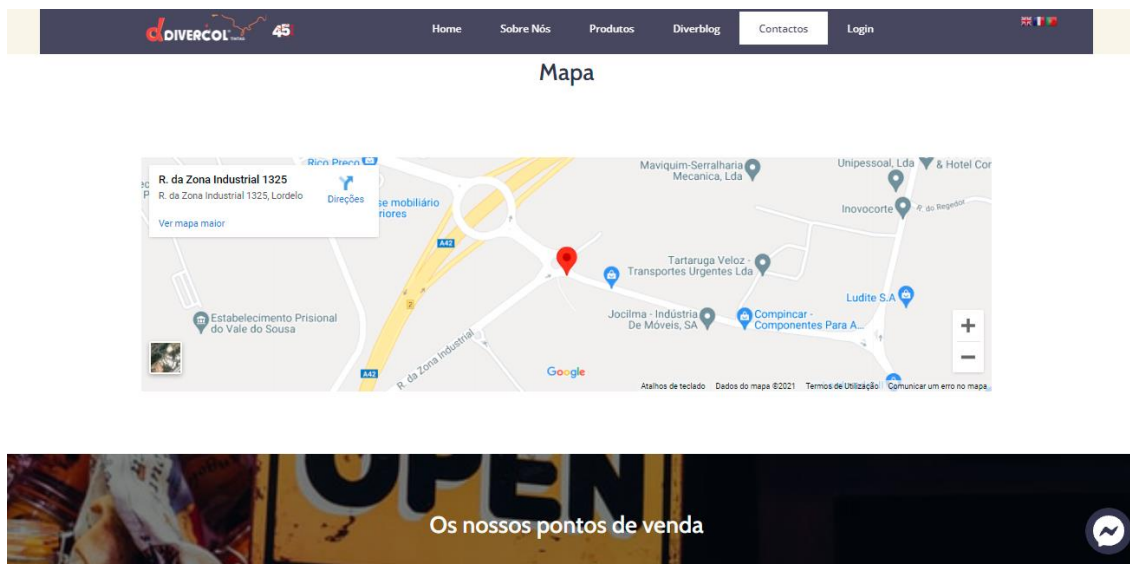 DIVERCOL
TINTAS
45
Home
Sobre Nós
Produtos
Diverblog
Contactos
Login
Mapa
R. da Zona Industrial 1325
R. da Zona Industrial 1325, Lordelo
Direções
Ver mapa maior
Rico Preço
se mobiliário
riores
A42
2
Estabelecimento Prisional
do Vale do Sousa
A42
R. da Zona Industrial
Google
Maviquim-Serralharia
Mecanica, Lda
Unipessoal, Lda
& Hotel Cor
Inovocorte
R. do Regedor
Tartaruga Veloz -
Transportes Urgentes Lda
Ludite S.A
Jocilma - Indústria
De Móveis, SA
Compincar -
Componentes Para A...
+
−
Atalhos de teclado
Dados do mapa ©2021
Termos de Utilização
Comunicar um erro no mapa
OPEN
Os nossos pontos de venda